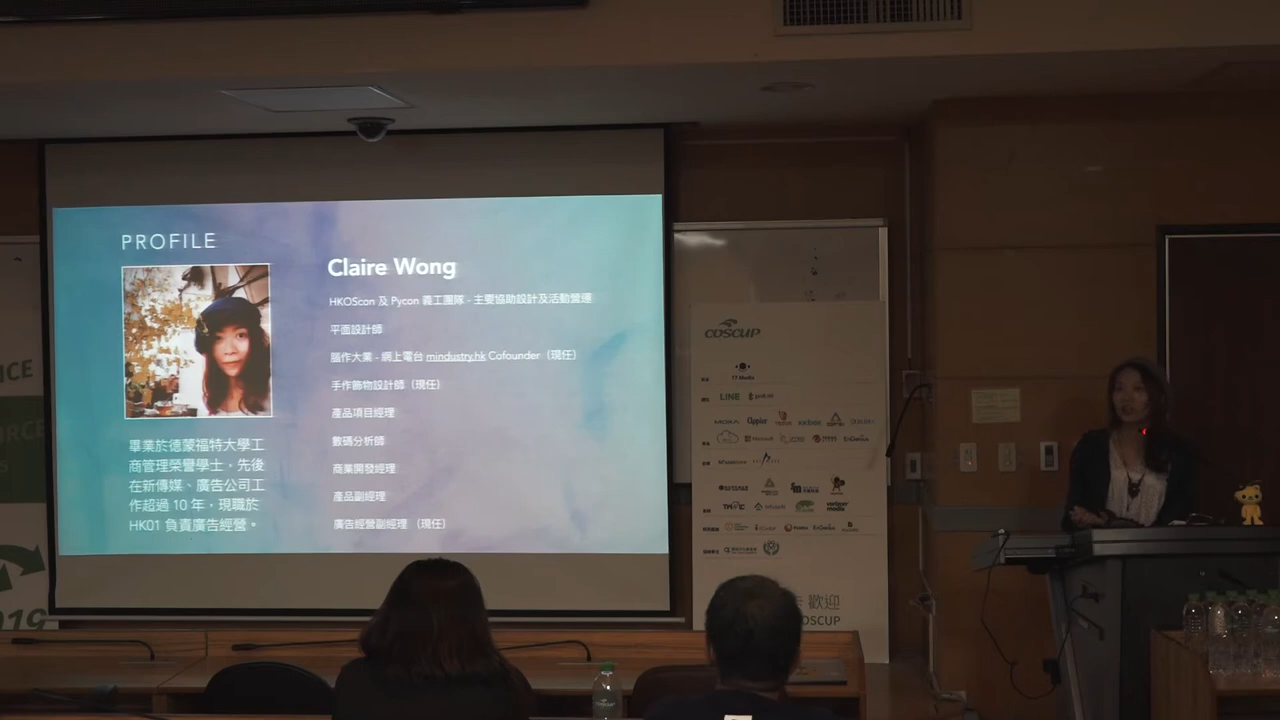 PROFILE
Claire Wong
HKOScon 及 Pycon 義工團隊 - 主要協助設計及活動營運
平面設計師
腦作大業 - 網上電台 mindustry.hk Cofounder（現任）
手作飾物設計師（現任）
產品項目經理
數碼分析師
商業開發經理
產品副經理
廣告經營副經理 （現任）
畢業於德蒙福特大學工
商管理榮譽學士，先後
在新傳媒、廣告公司工
作超過 10 年，現職於
HK01 負責廣告經營。
COSCUP
LINE
Microsoft
歡迎